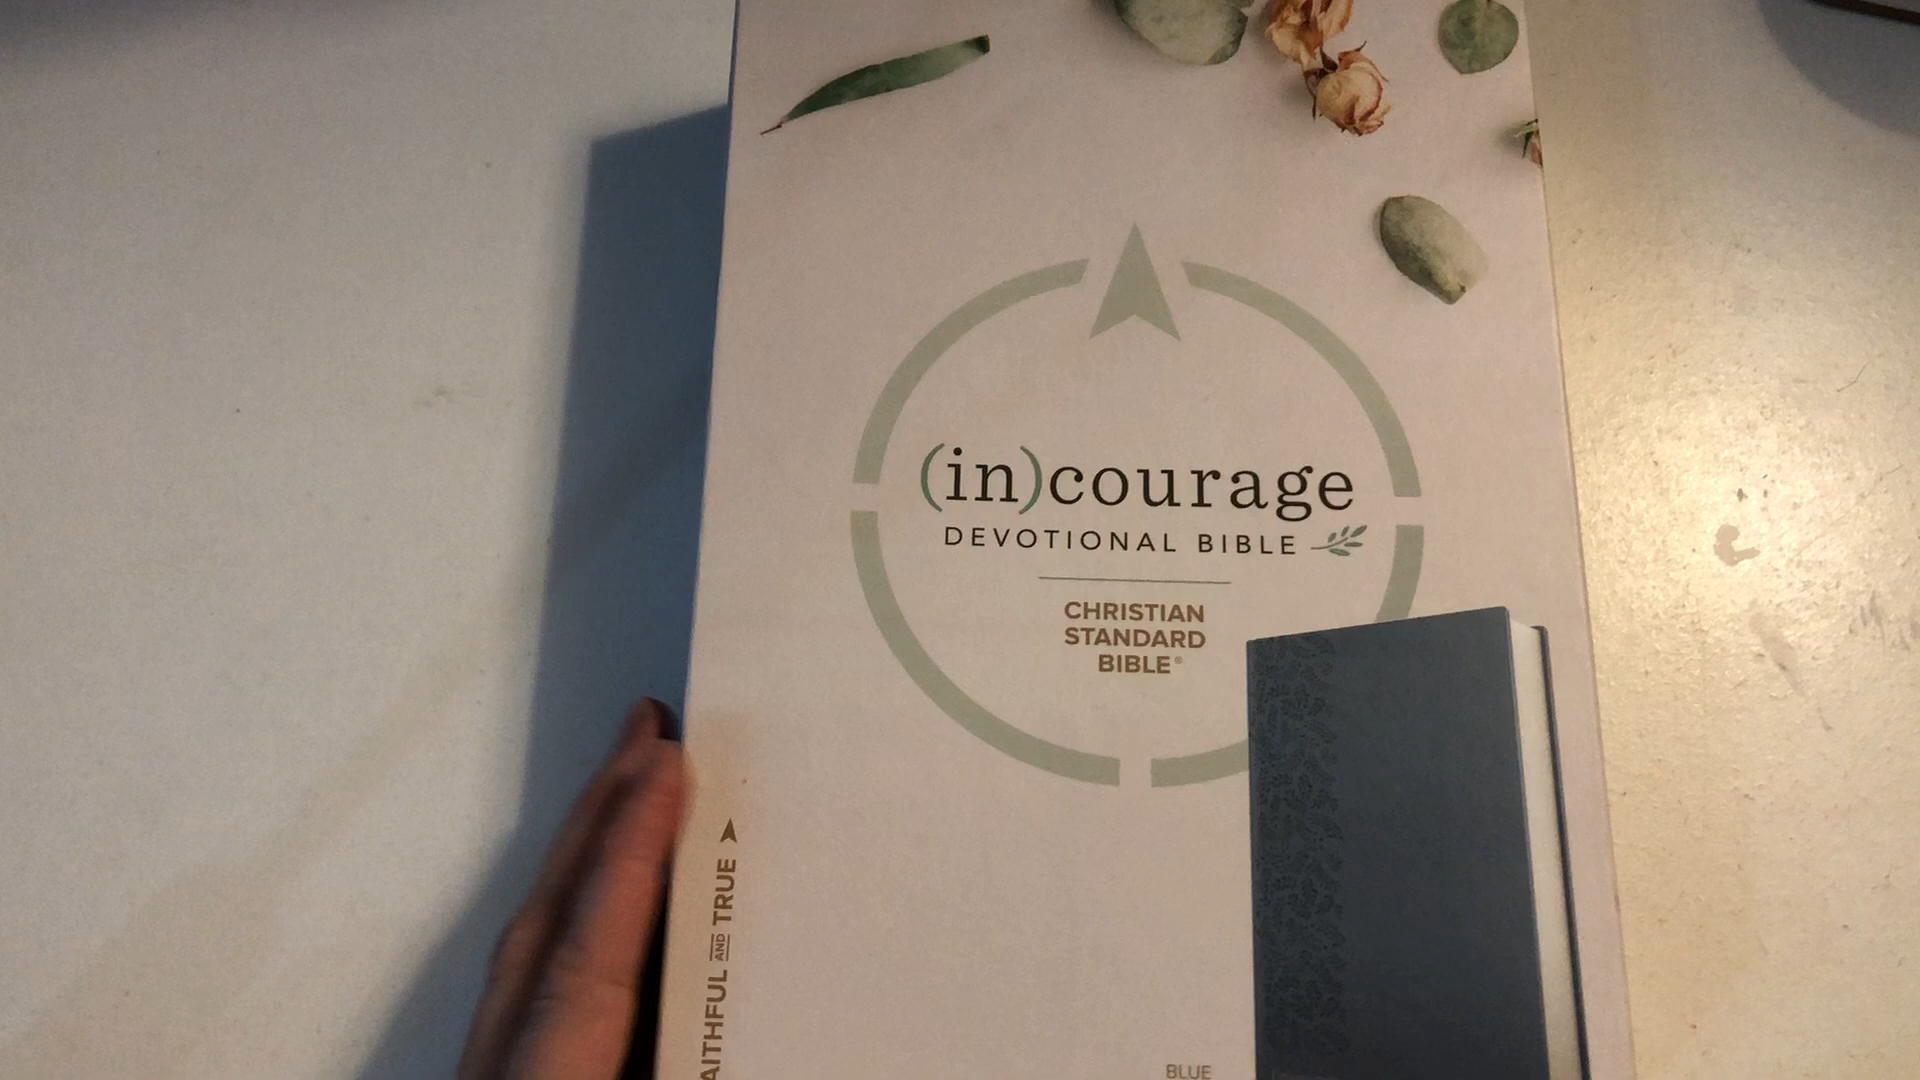 (in)courage
DEVOTIONAL BIBLE
CHRISTIAN
STANDARD
BIBLE®
AITHFUL AND TRUE
BLUE